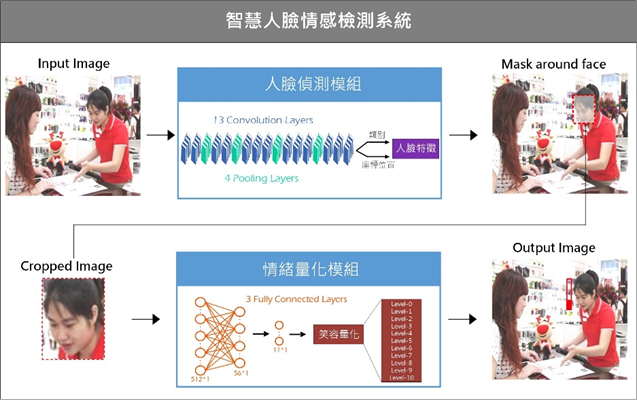 智慧人臉情感檢測系統
Input Image
人臉偵測模組
Mask around face
13 Convolution Layers
類別
人臉特徵
座標位置
4 Pooling Layers
Cropped Image
情緒量化模組
Output Image
3 Fully Connected Layers
Level-0
Level-1
Level-2
Level-3
笑容量化
Level-4
Level-5
Level-6
Level-7
Level-8
Level-9
Level-10
11*1
56*1
512*1